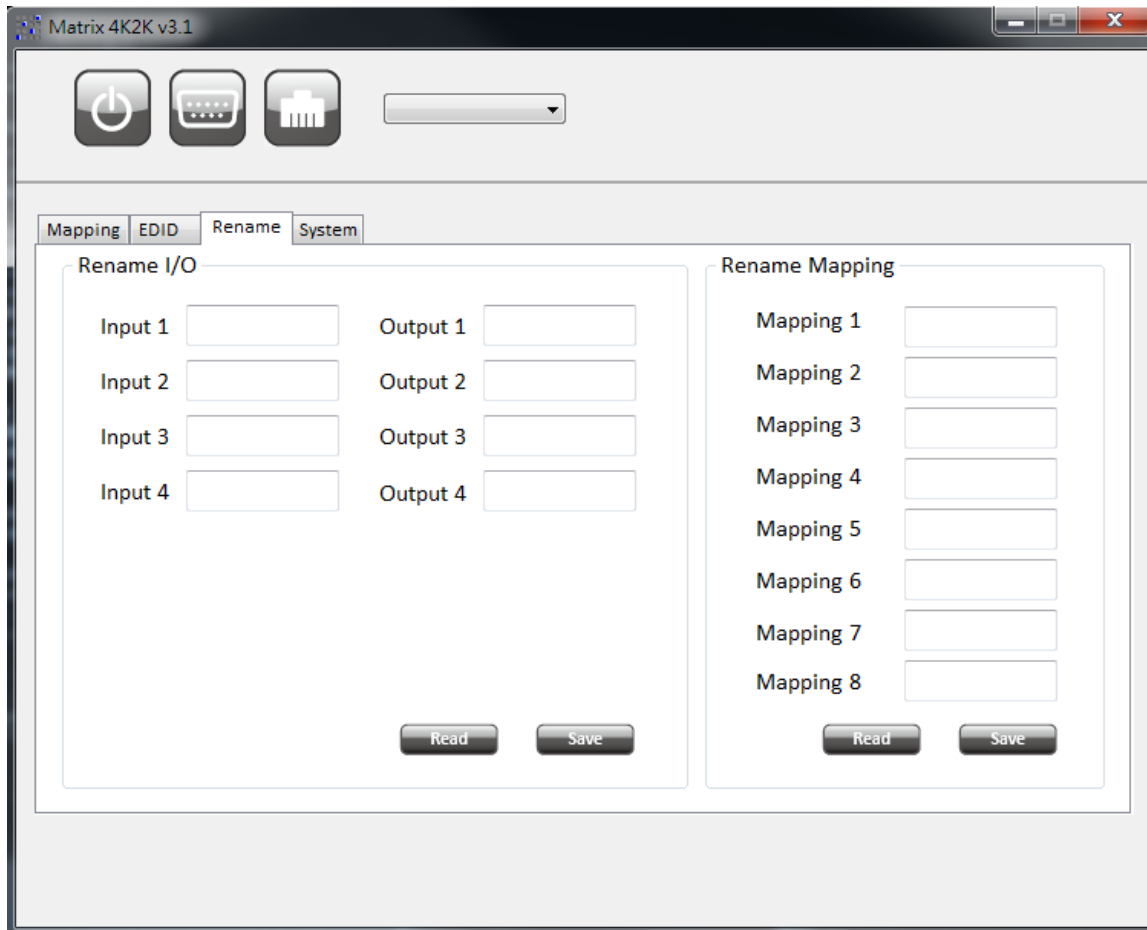 Matrix 4K2K v3.1
Mapping EDID Rename System
Rename I/O
Input 1 Output 1
Input 2 Output 2
Input 3 Output 3
Input 4 Output 4
Read Save
Rename Mapping
Mapping 1
Mapping 2
Mapping 3
Mapping 4
Mapping 5
Mapping 6
Mapping 7
Mapping 8
Read Save